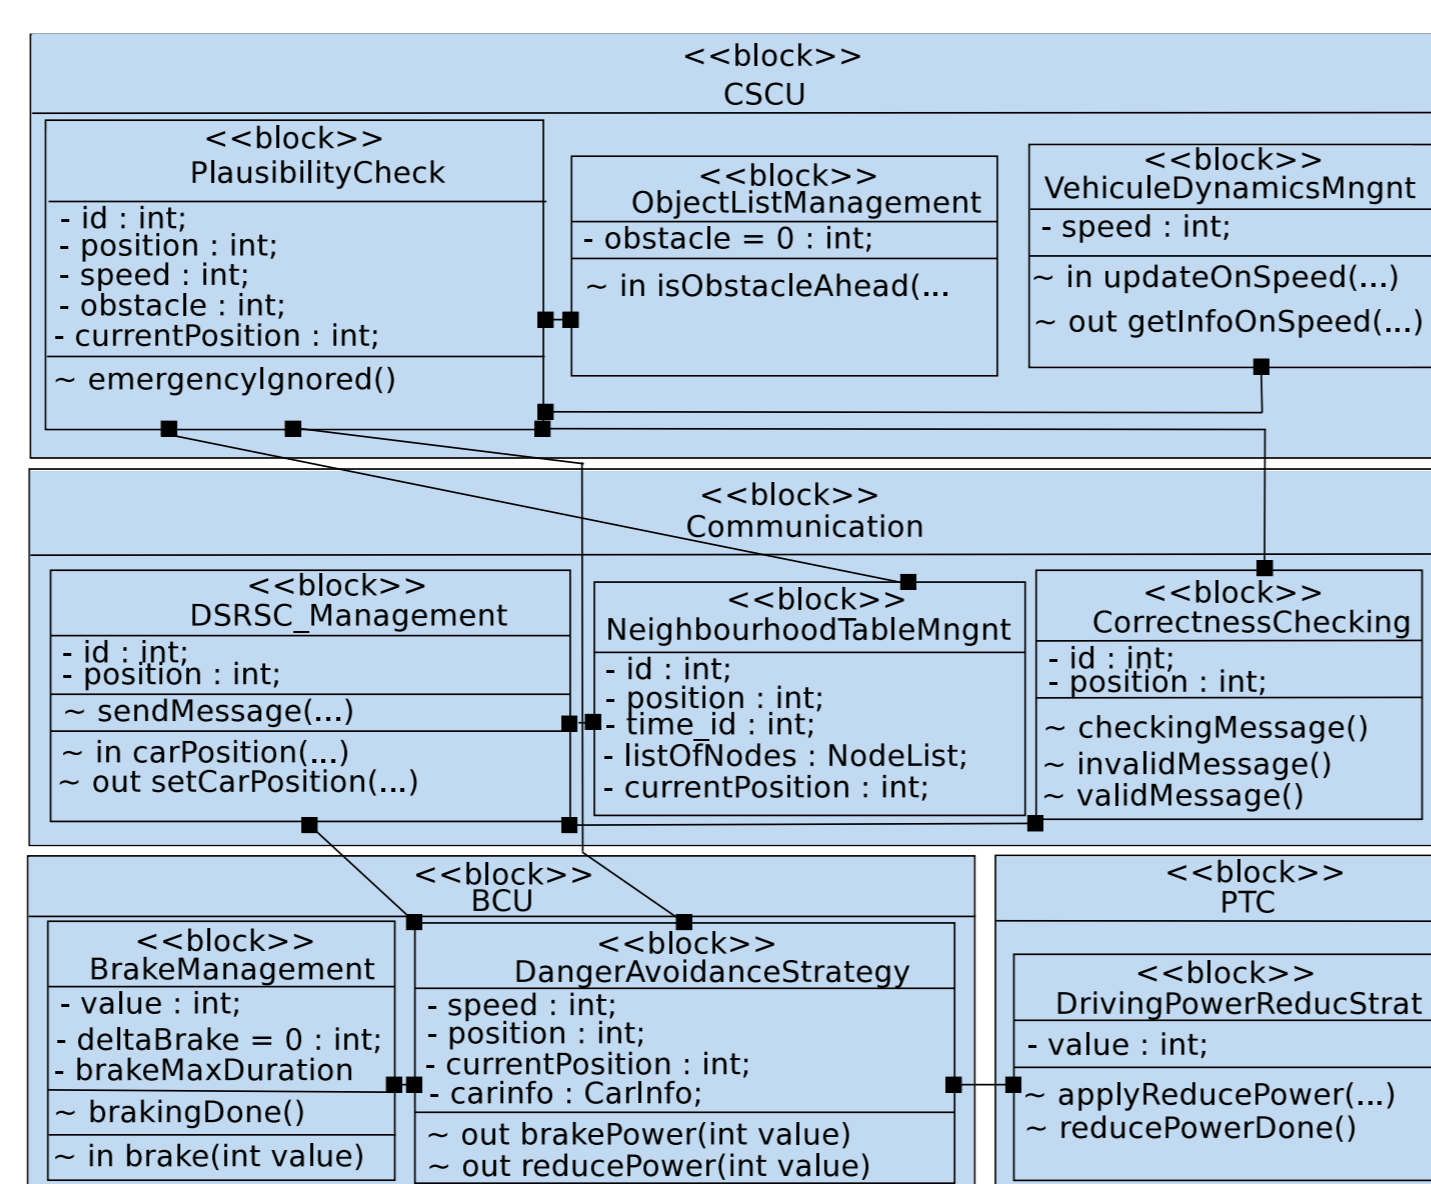 <<block>>
CSCU
<<block>>
PlausibilityCheck
- id : int;
- position : int;
- speed : int;
- obstacle : int;
- currentPosition : int;
~ emergencyIgnored()
<<block>>
ObjectListManagement
- obstacle = 0 : int;
~ in isObstacleAhead(...
<<block>>
VehiculeDynamicsMngnt
- speed : int;
~ in updateOnSpeed(...)
~ out getInfoOnSpeed(...)
<<block>>
Communication
<<block>>
DSRSC_Management
- id : int;
- position : int;
~ sendMessage(...)
~ in carPosition(...)
~ out setCarPosition(...)
<<block>>
NeighbourhoodTableMngnt
- id : int;
- position : int;
- time_id : int;
- listOfNodes : NodeList;
- currentPosition : int;
<<block>>
CorrectnessChecking
- id : int;
- position : int;
~ checkingMessage()
~ invalidMessage()
~ validMessage()
<<block>>
BCU
<<block>>
BrakeManagement
- value : int;
- deltaBrake = 0 : int;
- brakeMaxDuration
~ brakingDone()
~ in brake(int value)
<<block>>
DangerAvoidanceStrategy
- speed : int;
- position : int;
- currentPosition : int;
- carinfo : CarInfo;
~ out brakePower(int value)
~ out reducePower(int value)
<<block>>
PTC
<<block>>
DrivingPowerReducStrat
- value : int;
~ applyReducePower(...)
~ reducePowerDone()